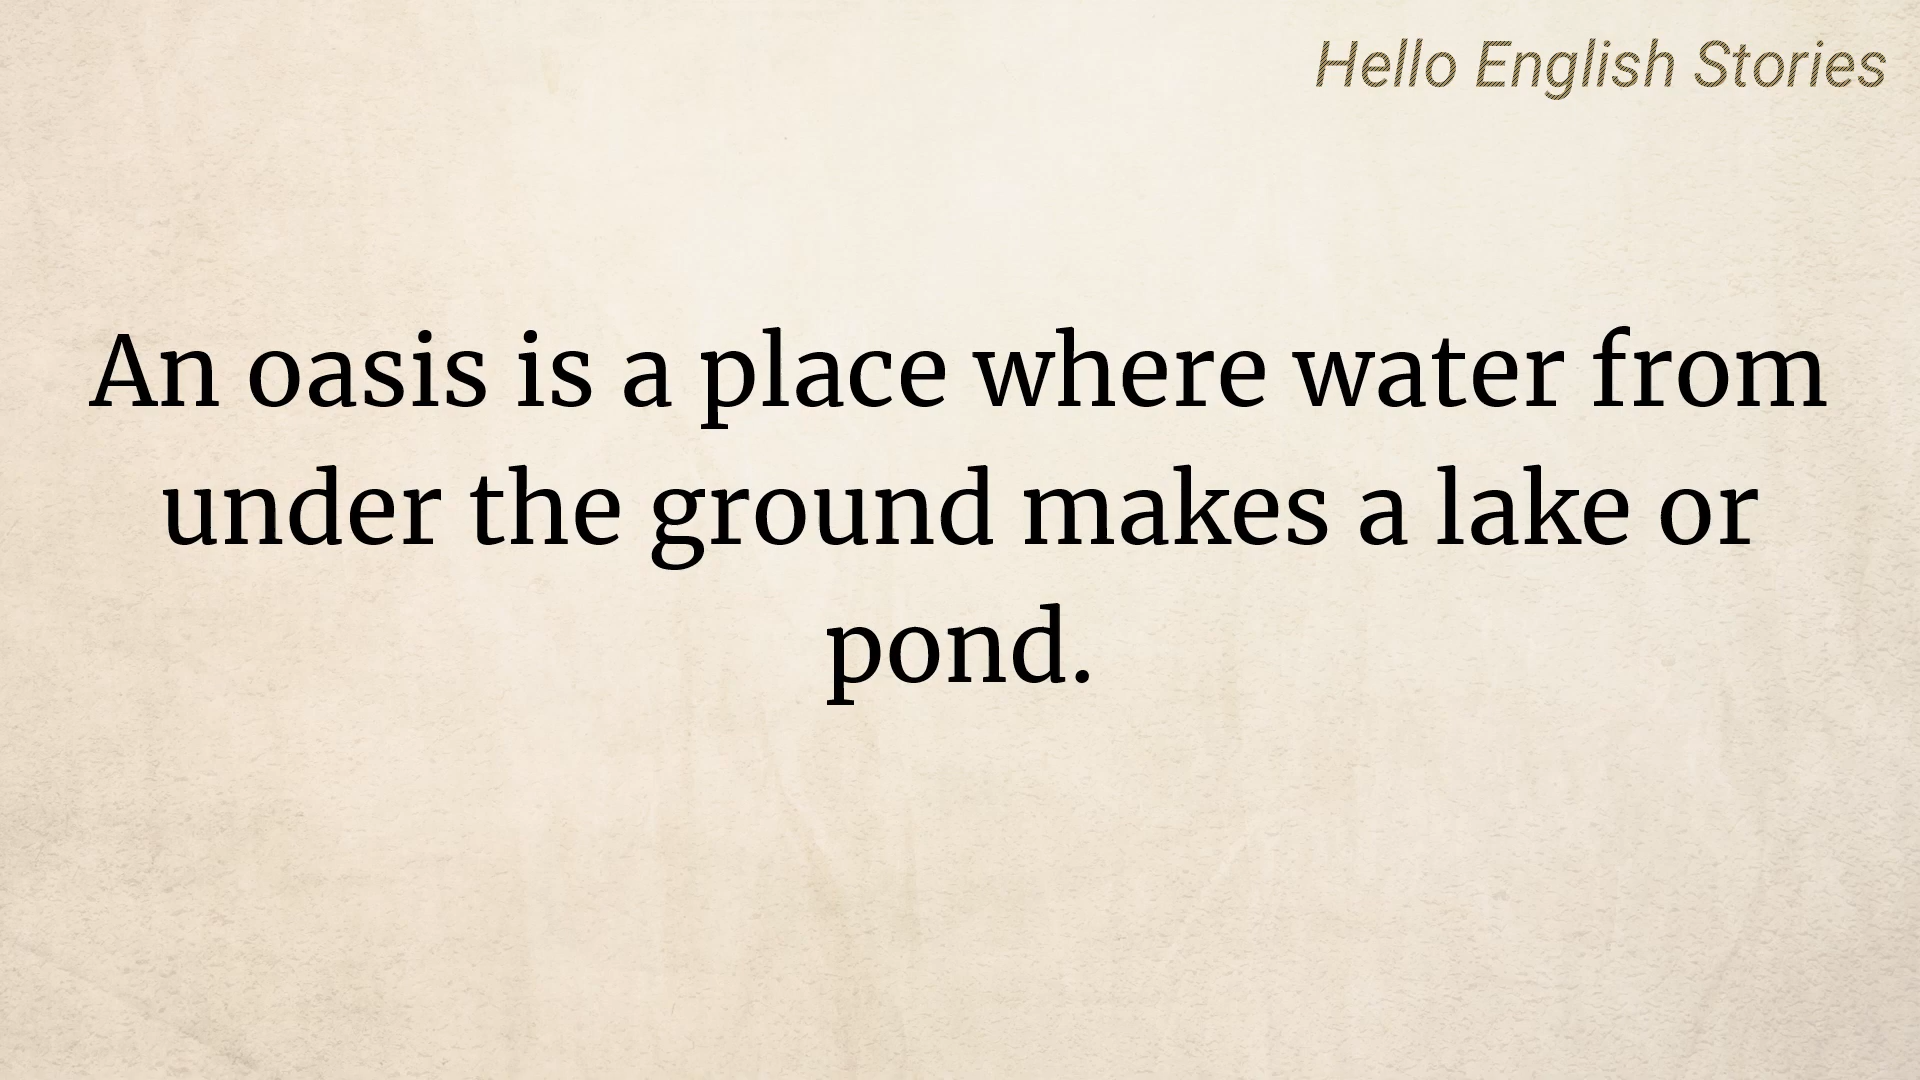 Hello English Stories
An oasis is a place where water from
under the ground makes a lake or
pond.